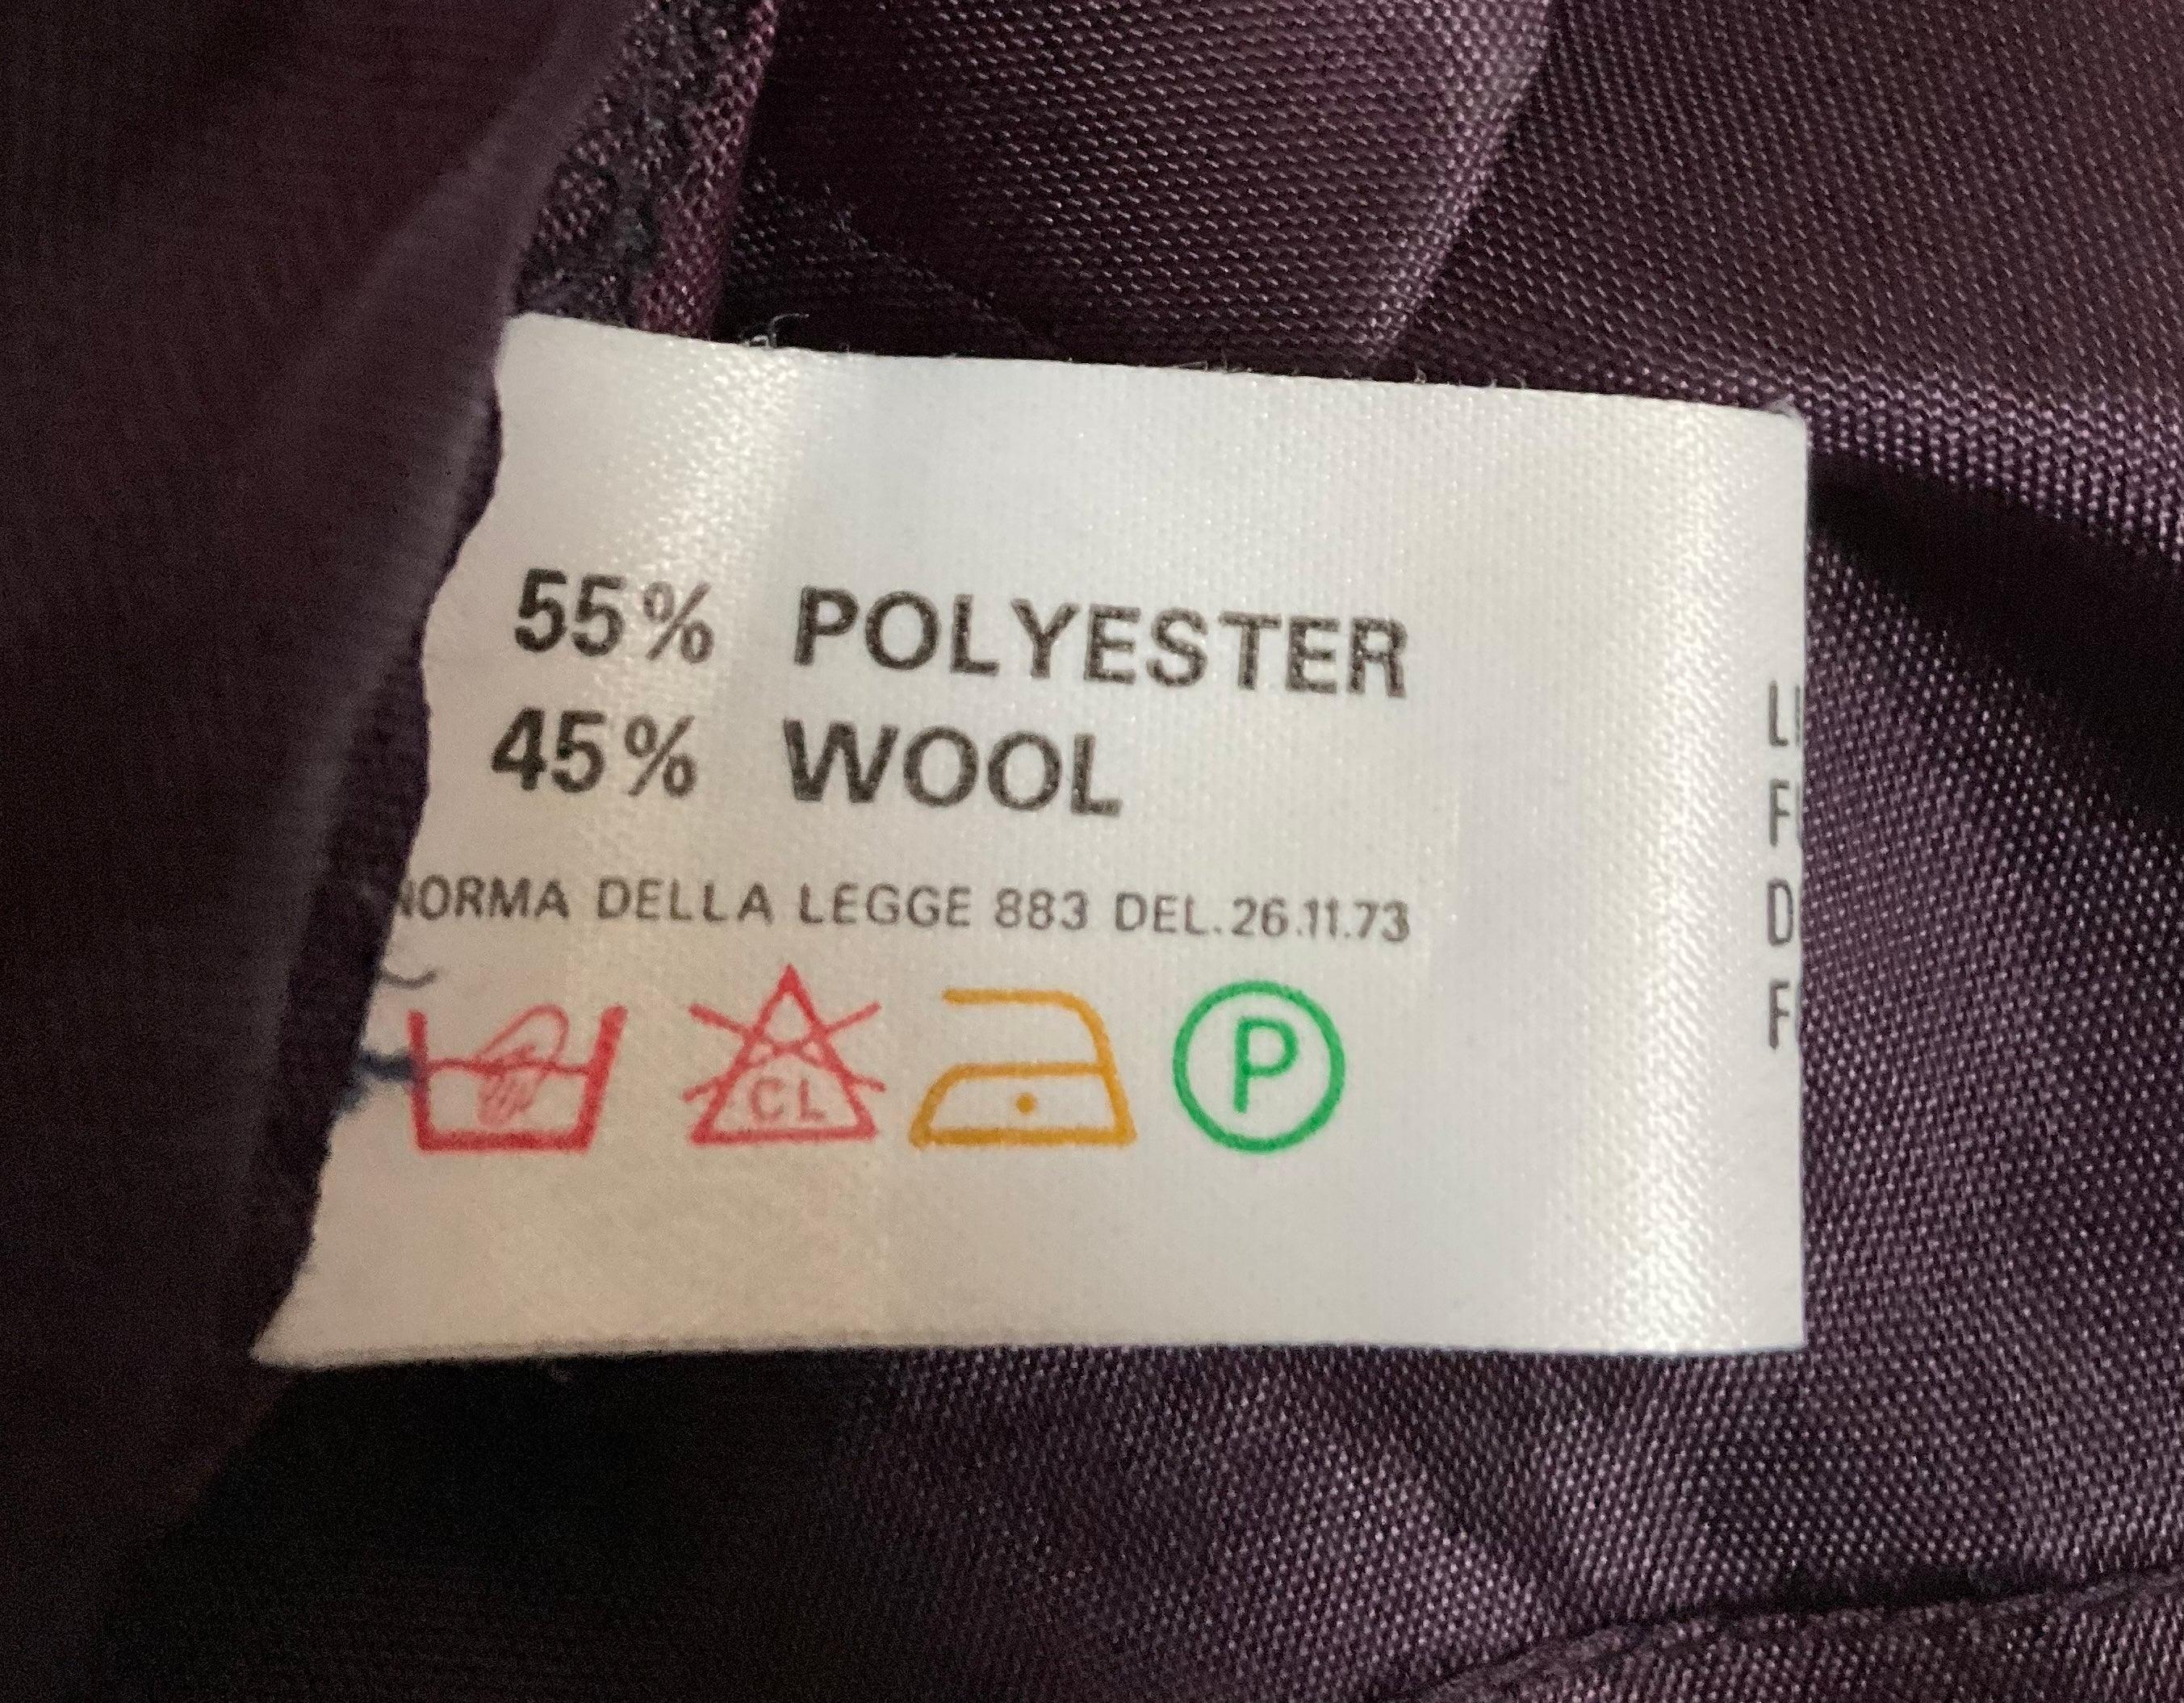 55% POLYESTER
45% WOOL
NORMA DELLA LEGGE 883 DEL.26.11.73
CL
P
L
F
D
F